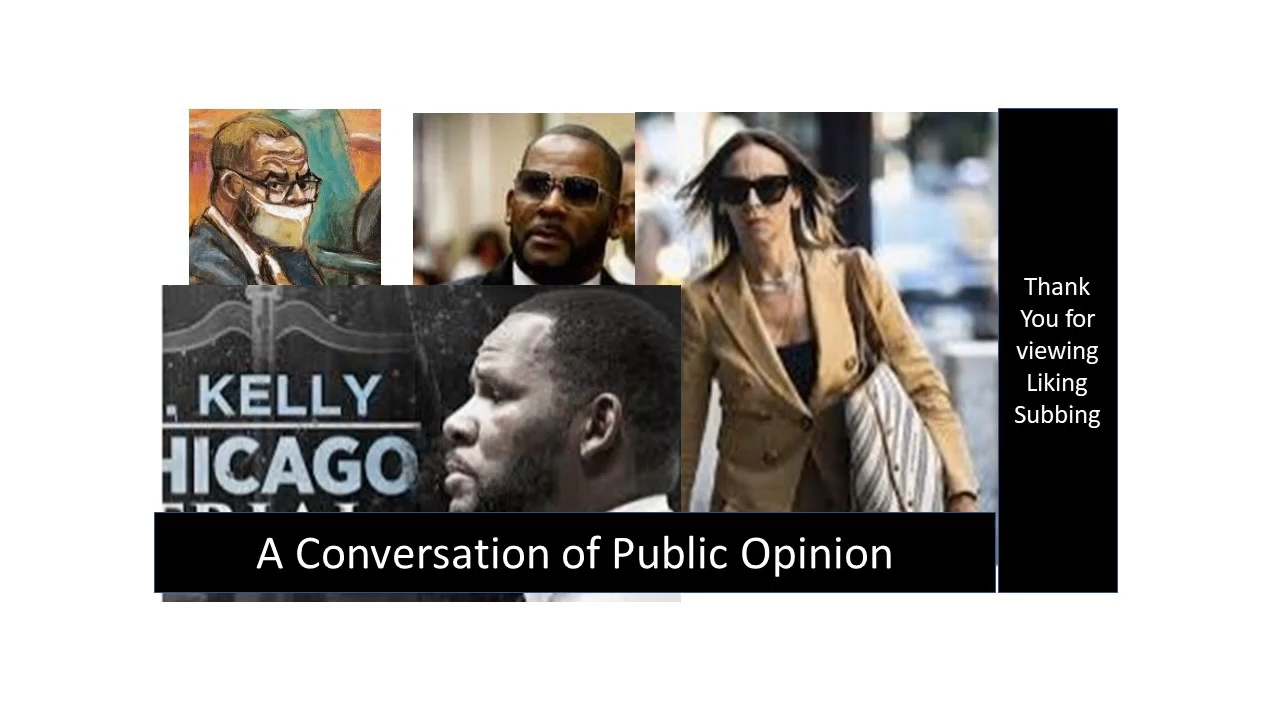 . KELLY
HICAGO
A Conversation of Public Opinion
Thank
You for
viewing
Liking
Subbing